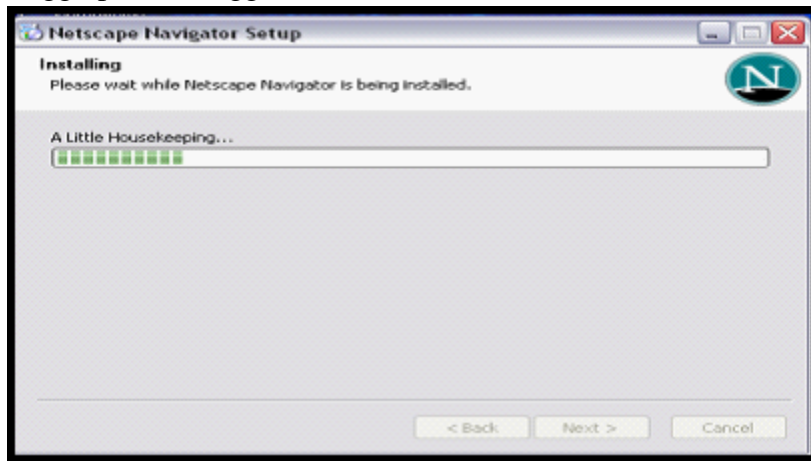 Netscape Navigator Setup
Installing
Please wait while Netscape Navigator is being installed.
N
A Little Housekeeping...
< Back
Next >
Cancel